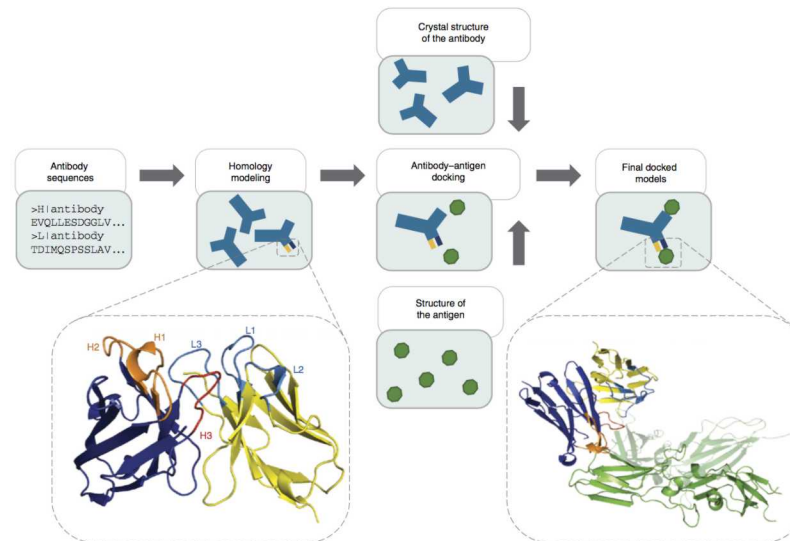 Crystal structure
of the antibody
Antibody
sequences
>H|antibody
EVQLLESDGGLV...
>L|antibody
TDIMQSPSSLAV...
Homology
modeling
Antibody–antigen
docking
Final docked
models
Structure of
the antigen
H2
H1
L3
L1
L2
H3